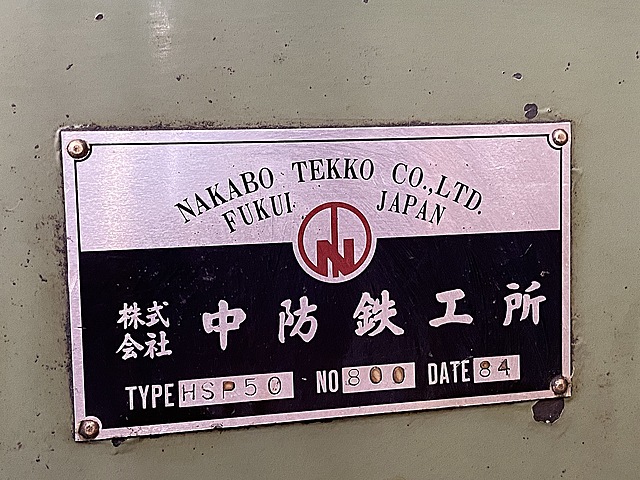 NAKABO TEKKO CO.,LTD.
FUKUI JAPAN
株式会社 中防鉄工所
TYPE HSP50 NO 800 DATE 84